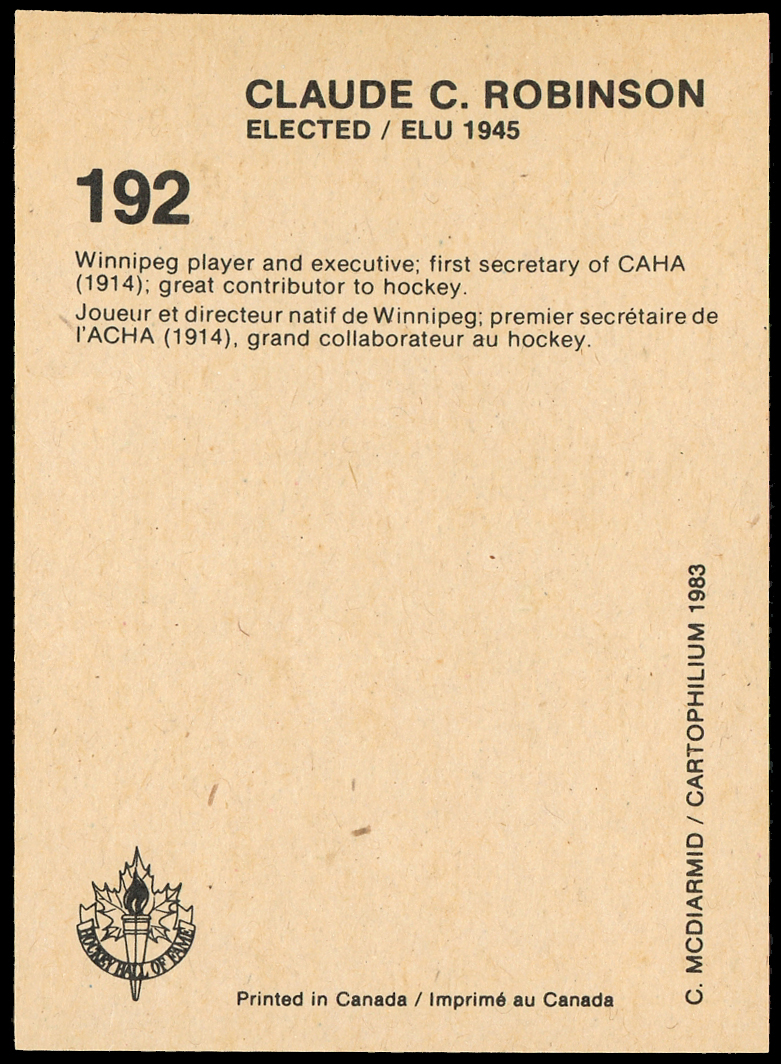 CLAUDE C. ROBINSON
ELECTED / ELU 1945
192
Winnipeg player and executive; first secretary of CAHA
(1914); great contributor to hockey.
Joueur et directeur natif de Winnipeg; premier secrétaire de
l'ACHA (1914), grand collaborateur au hockey.
C. MCDIARMID / CARTOPHILIUM 1983
HOCKEY HALL OF FAME
Printed in Canada / Imprimé au Canada